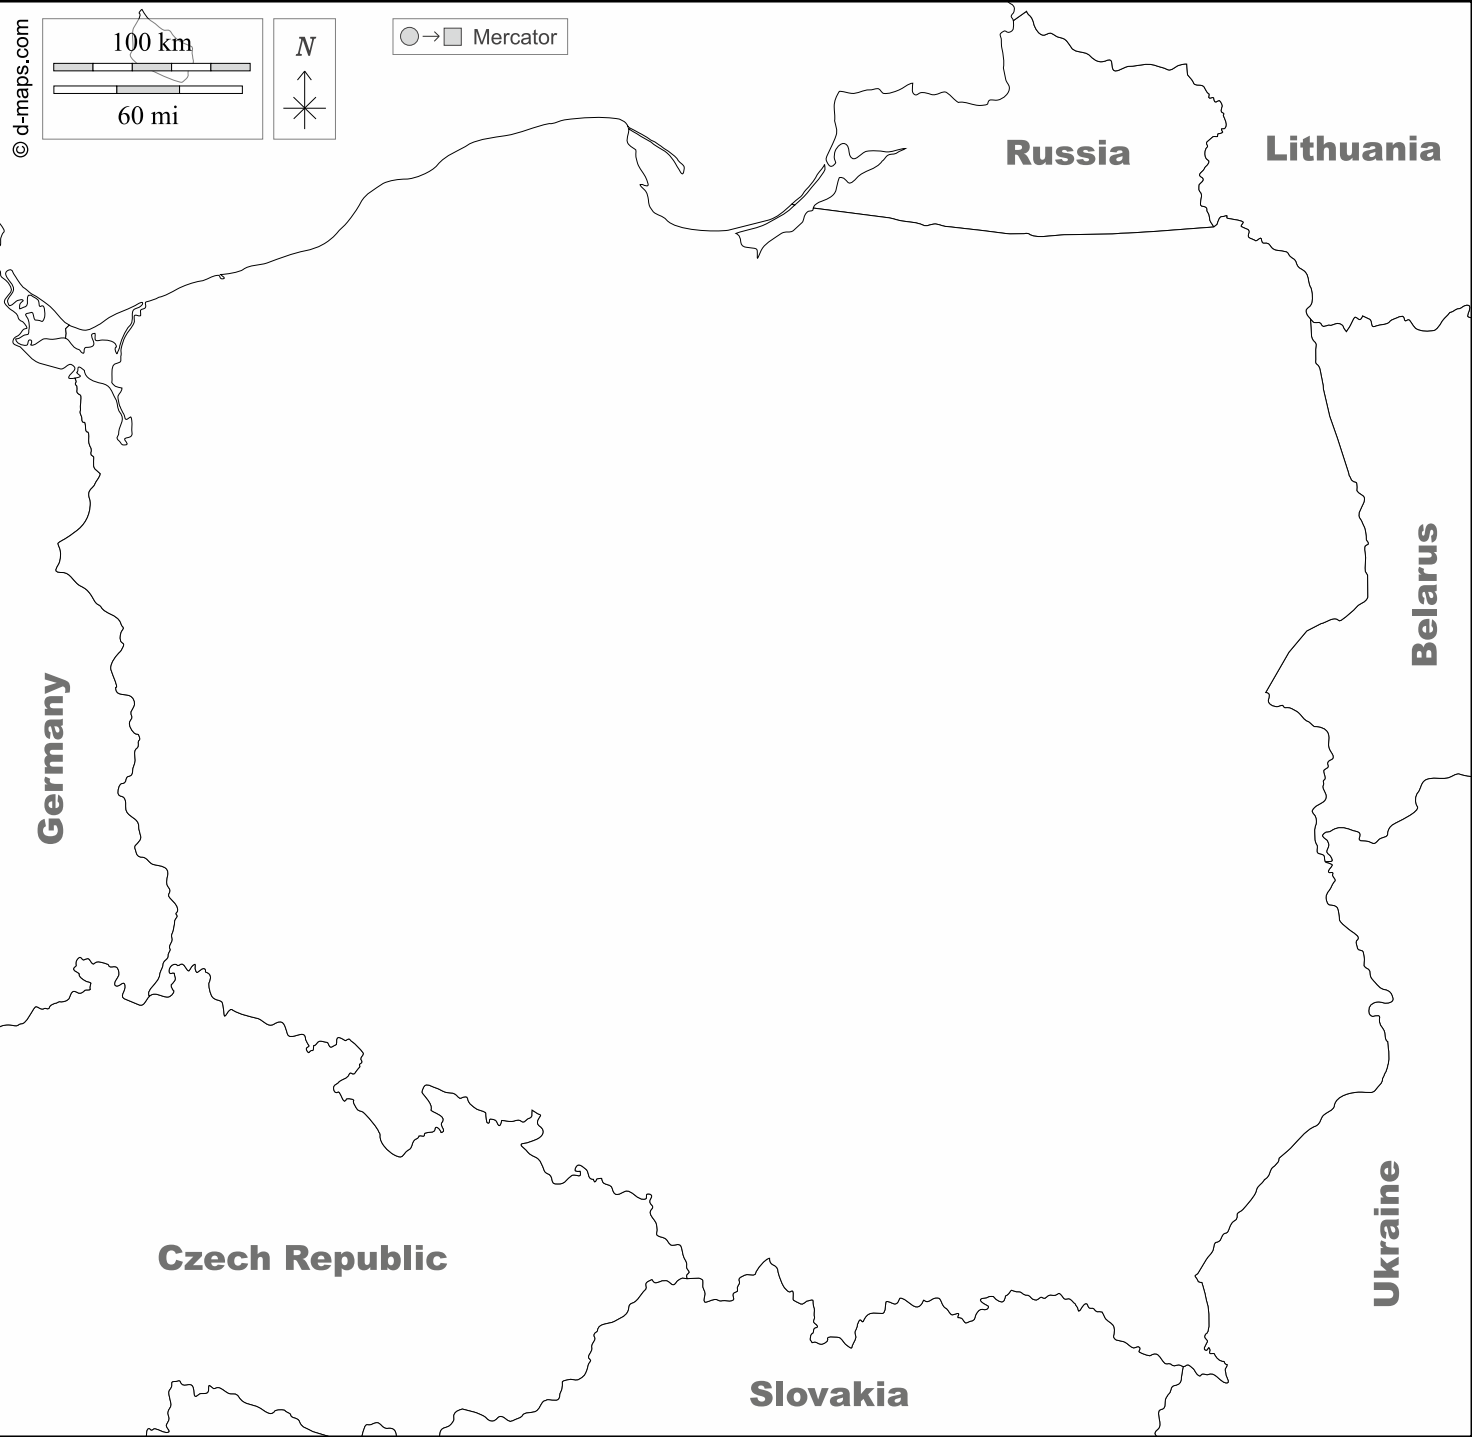 © d-maps.com
100 km
60 mi
N
Mercator
Russia
Lithuania
Belarus
Germany
Czech Republic
Ukraine
Slovakia